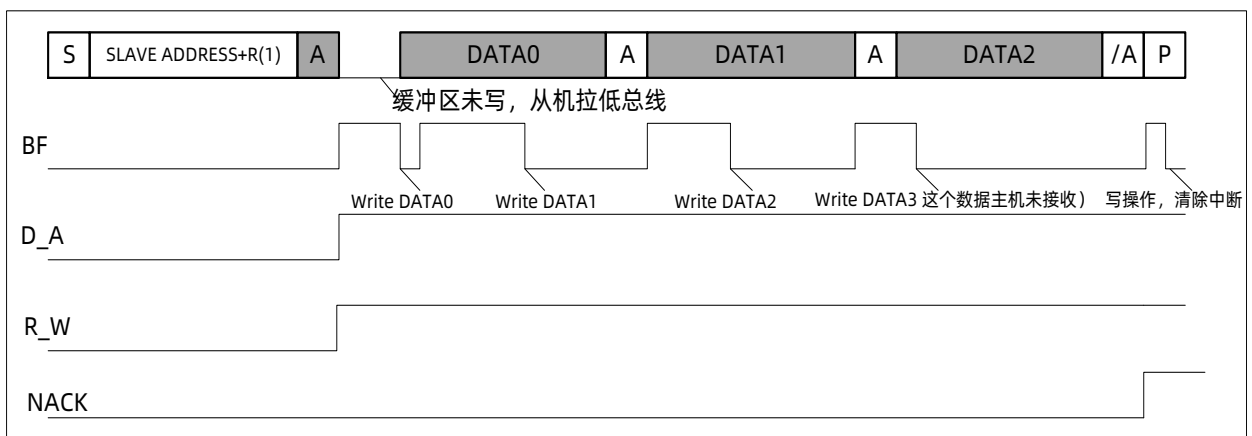 S SLAVE ADDRESS+R(1) A DATA0 A DATA1 A DATA2 /A P
缓冲区未写，从机拉低总线
BF
Write DATA0 Write DATA1 Write DATA2 Write DATA3 这个数据主机未接收） 写操作，清除中断
D_A
R_W
NACK